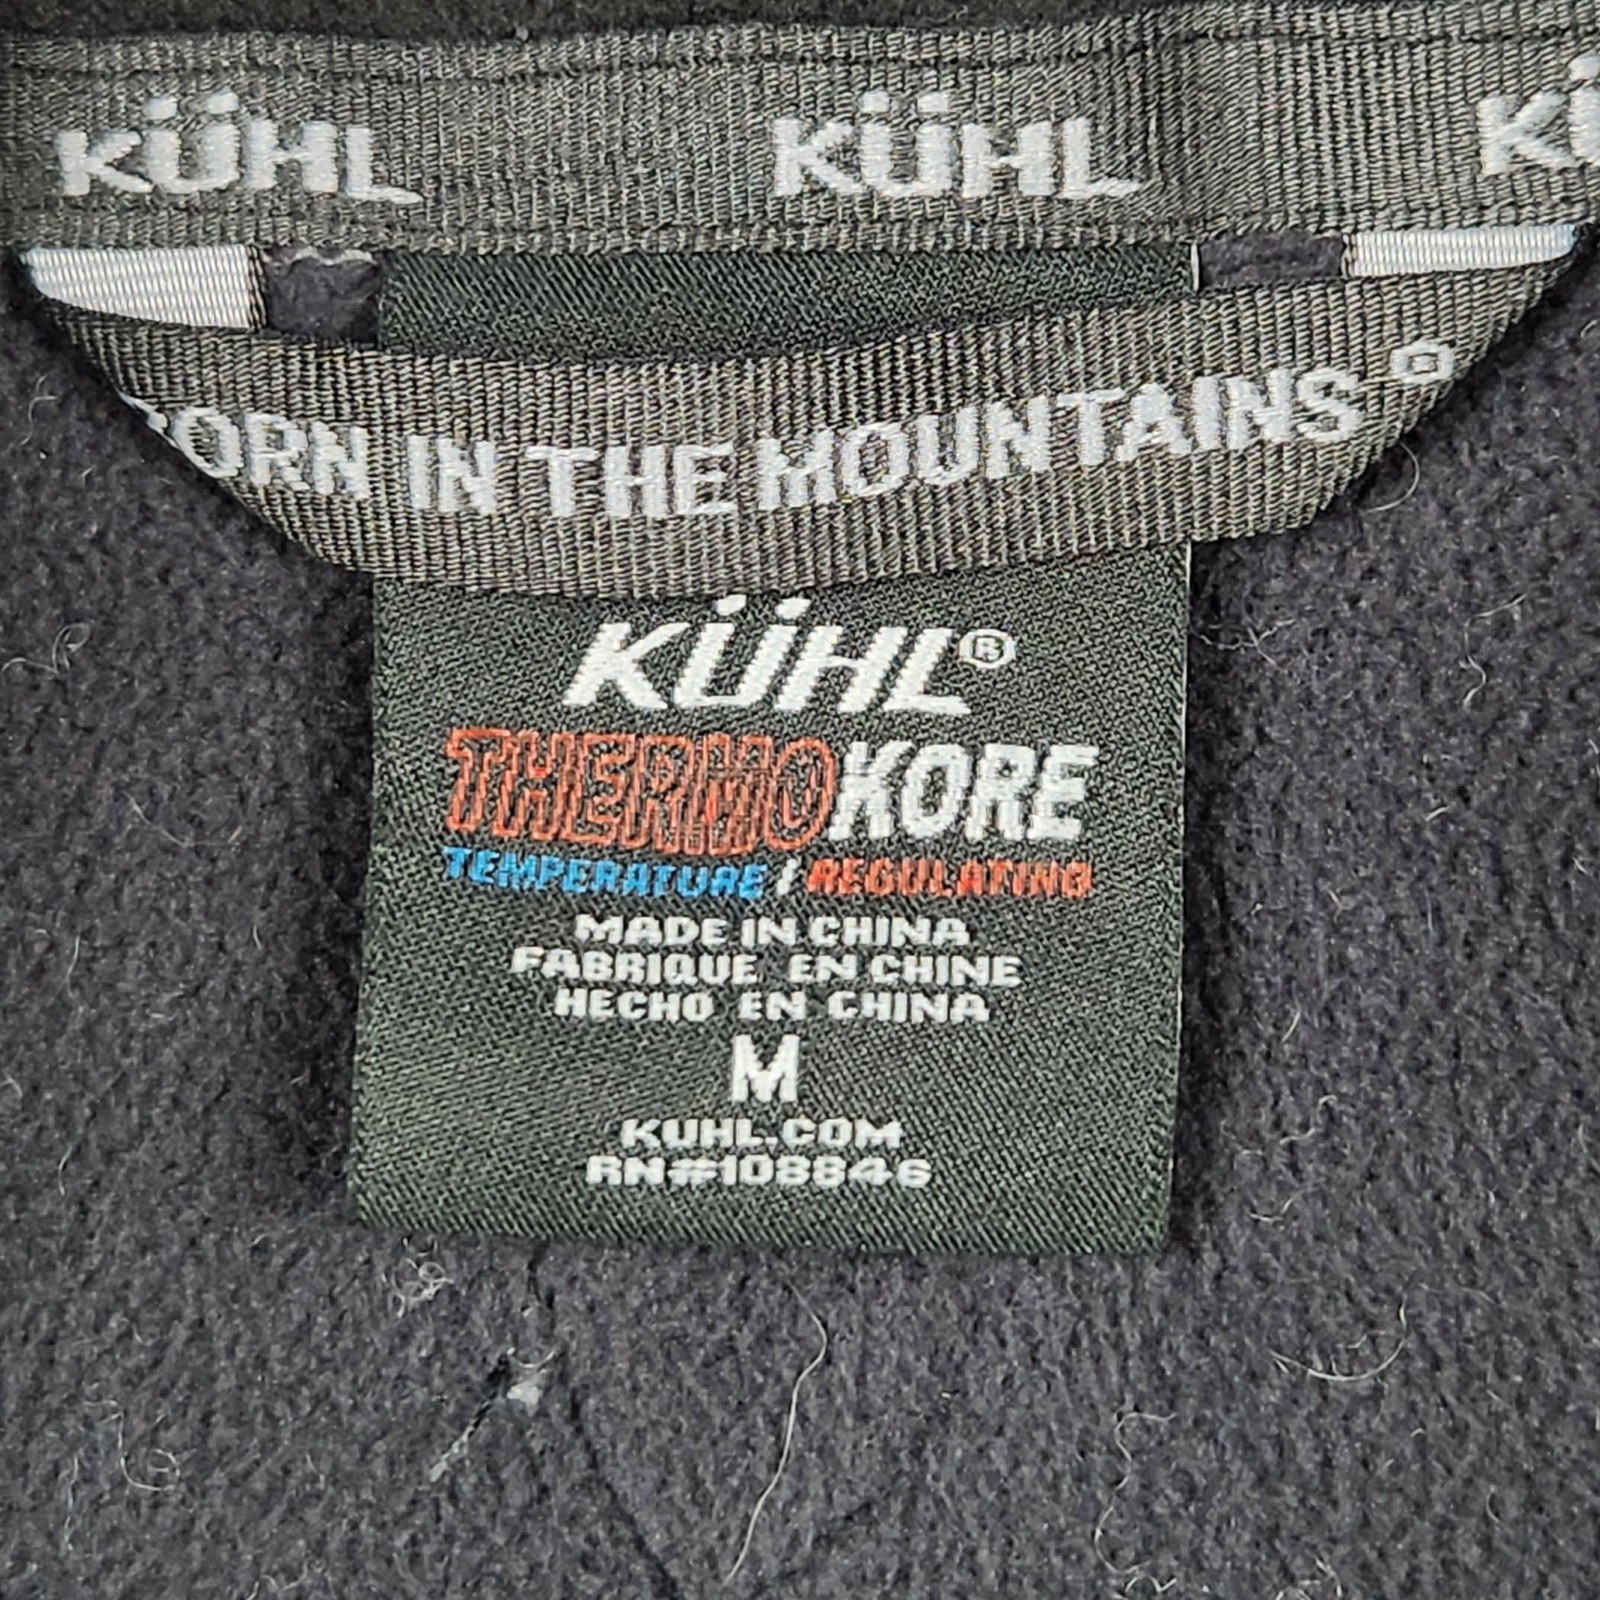 KÜHL KÜHL KÜ
BORN IN THE MOUNTAINS®
KÜHL®
THERMOKORE
TEMPERATURE / REGULATING
MADE IN CHINA
FABRIQUE EN CHINE
HECHO EN CHINA
M
KUHL.COM
RN#108846